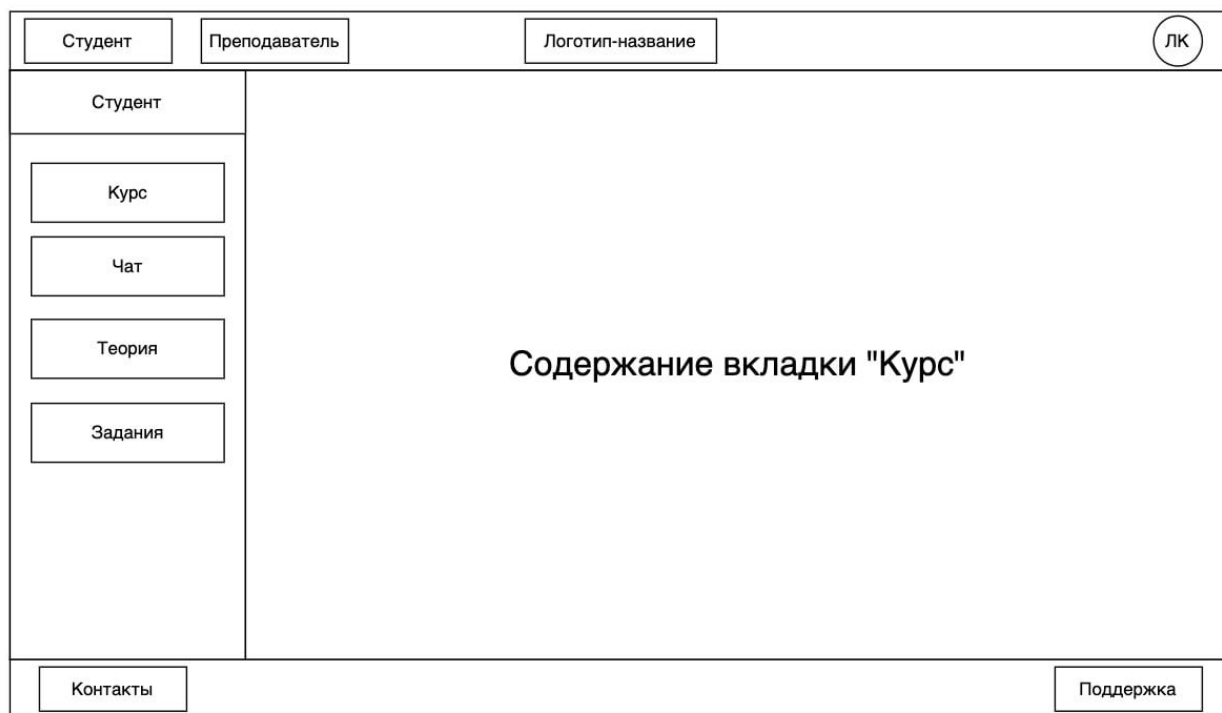 Студент
Преподаватель
Логотип-название
ЛК
Студент
Курс
Чат
Теория
Задания
Содержание вкладки "Курс"
Контакты
Поддержка